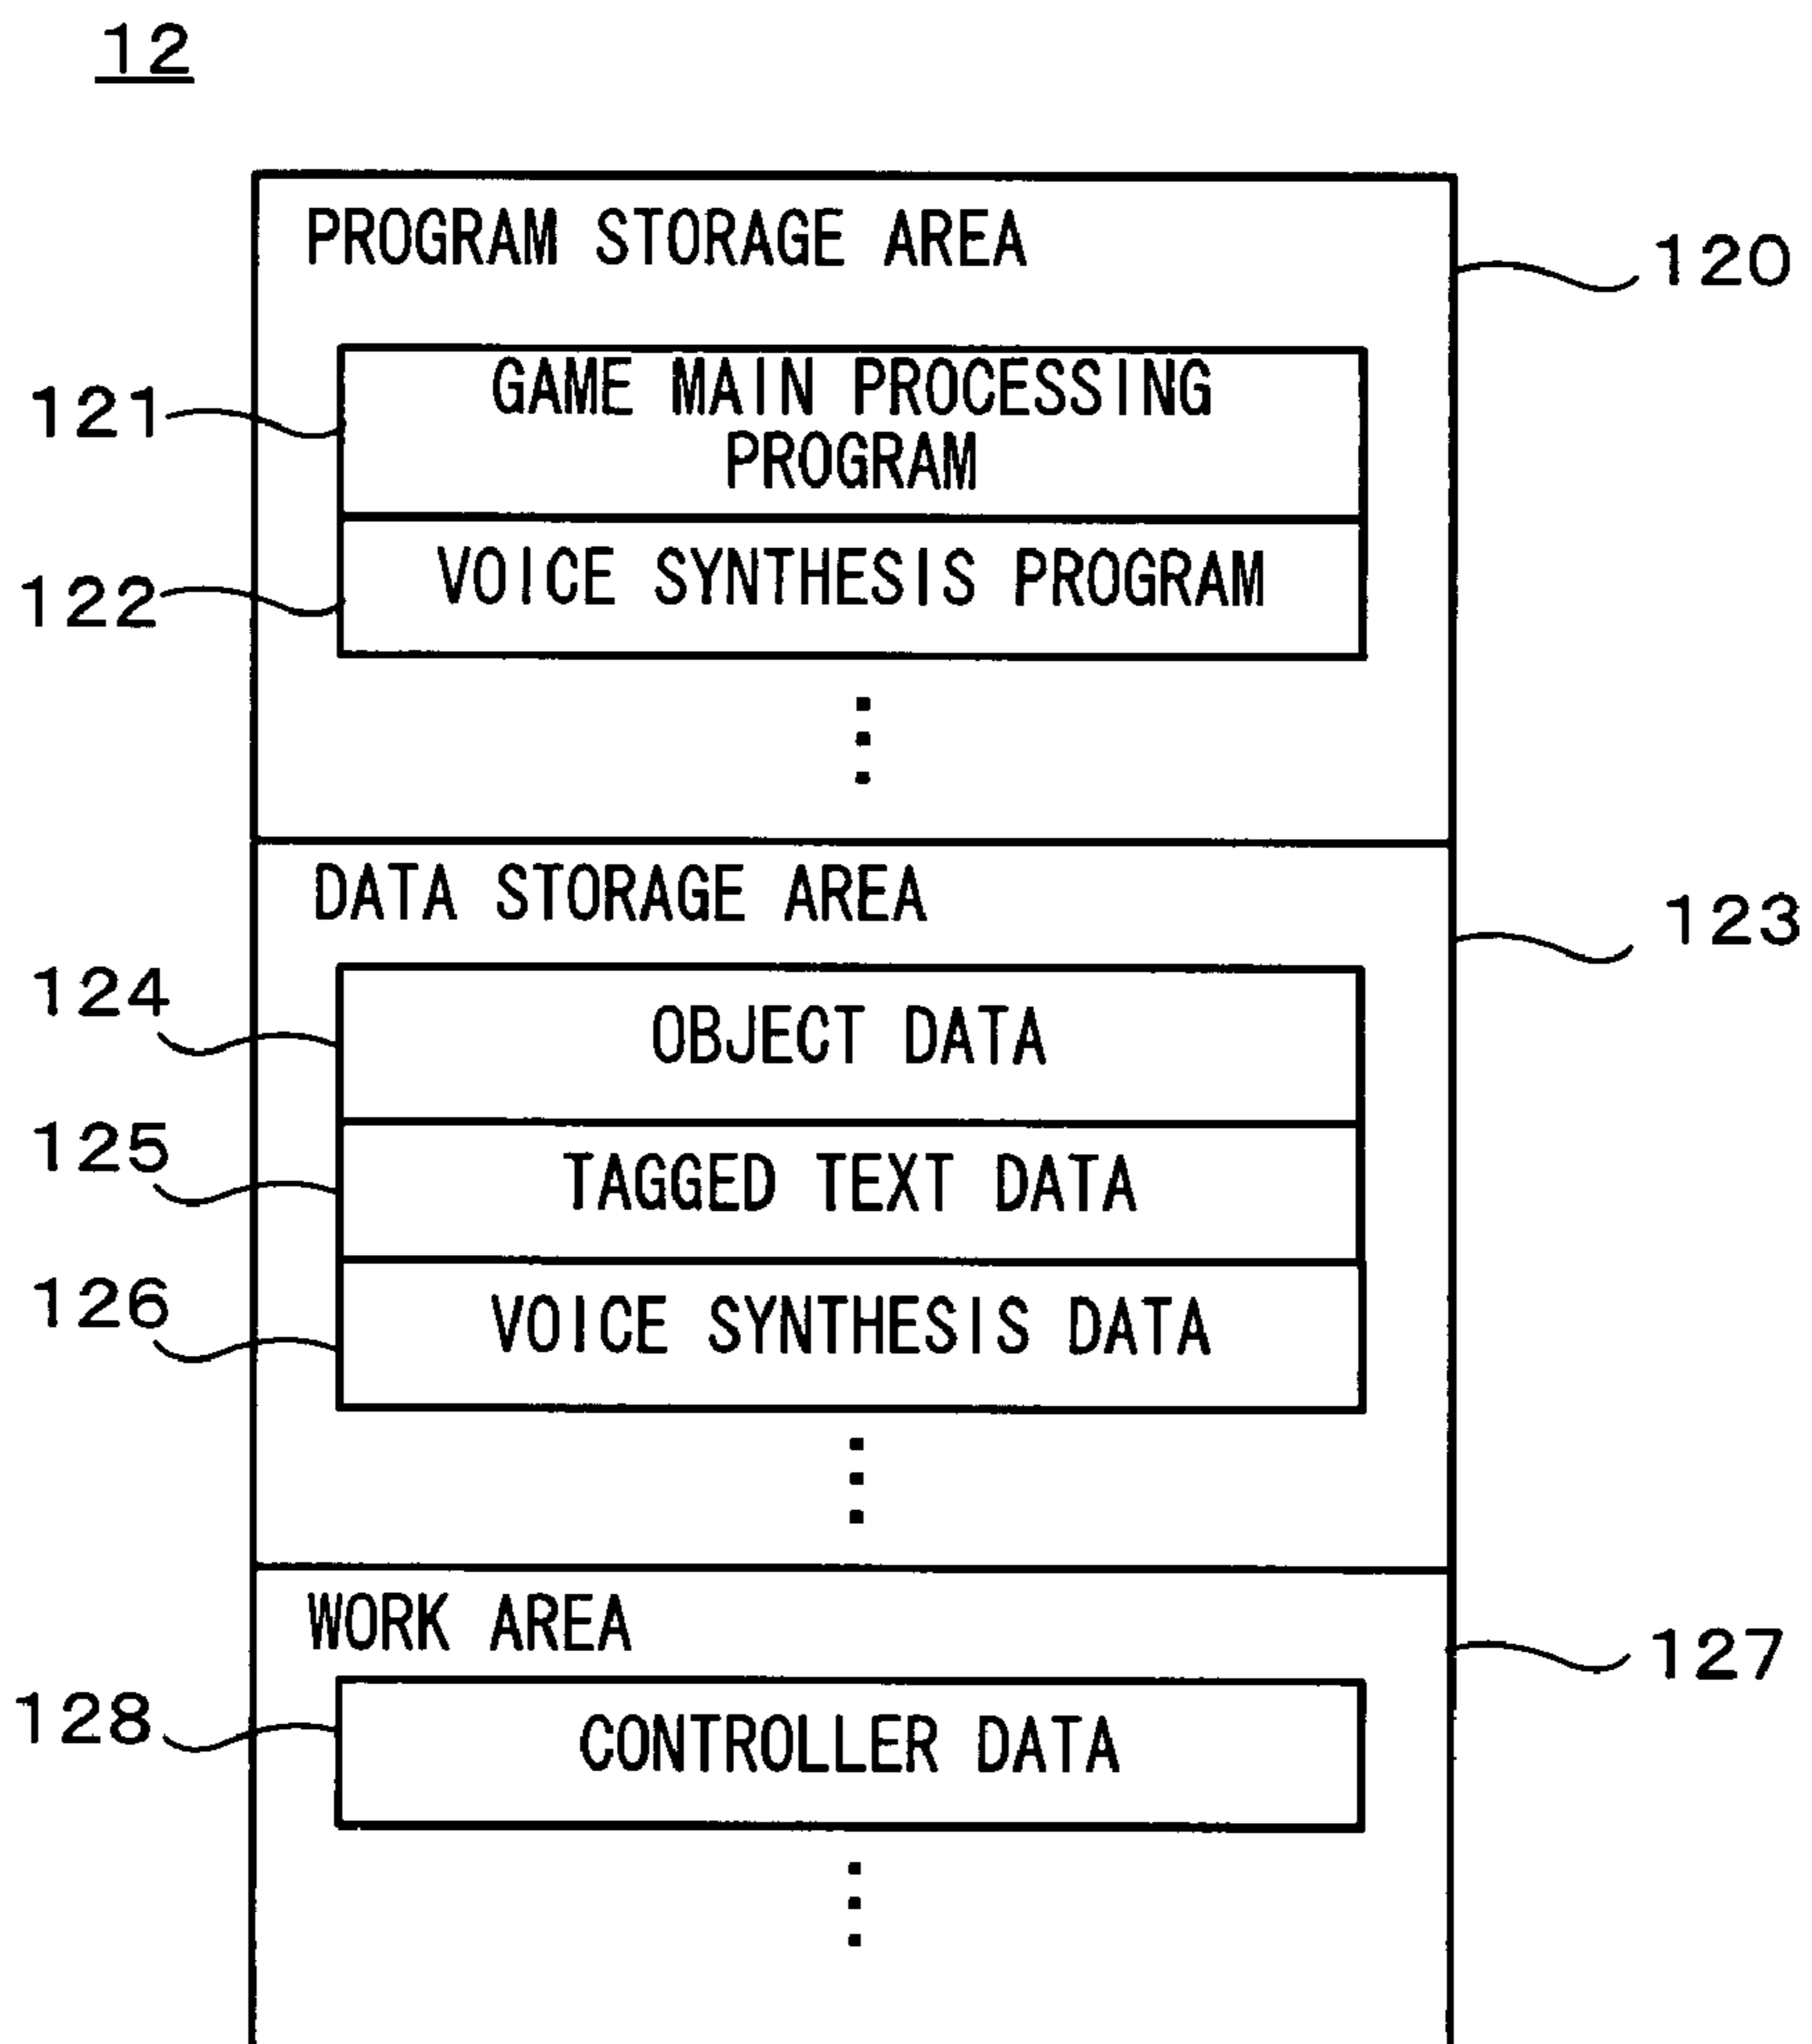 12
PROGRAM STORAGE AREA
120
GAME MAIN PROCESSING
PROGRAM
121
VOICE SYNTHESIS PROGRAM
122
DATA STORAGE AREA
123
124
OBJECT DATA
125
TAGGED TEXT DATA
126
VOICE SYNTHESIS DATA
WORK AREA
127
128
CONTROLLER DATA